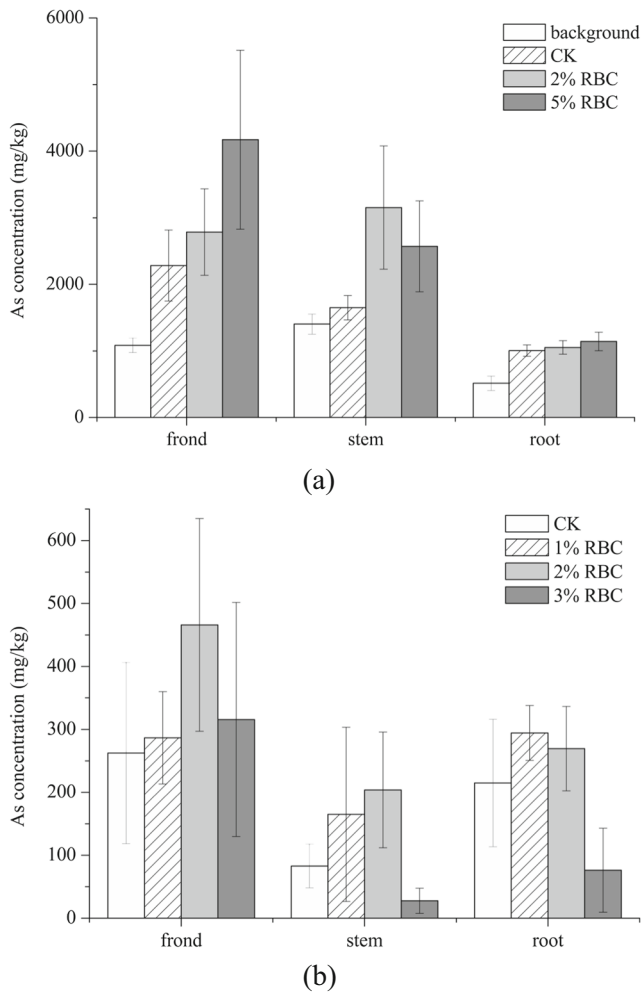 6000
4000
2000
0
As concentration (mg/kg)
background
CK
2% RBC
5% RBC
frond stem root
(a)
600
500
400
300
200
100
0
As concentration (mg/kg)
CK
1% RBC
2% RBC
3% RBC
frond stem root
(b)